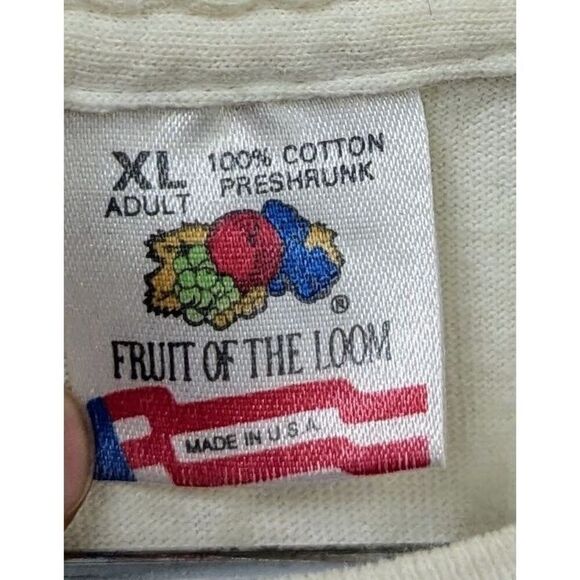 XL 100% COTTON
ADULT PRESHRUNK
®
FRUIT OF THE LOOM
MADE IN U.S.A.